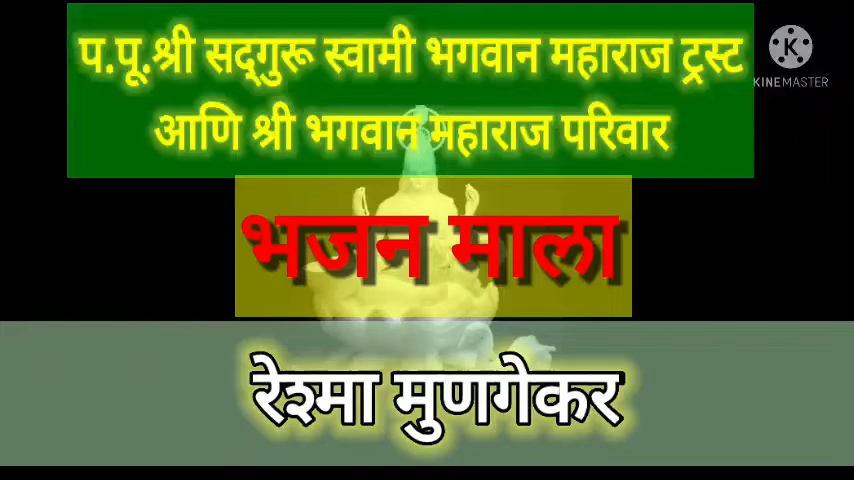 प.पू.श्री सद्गुरू स्वामी भगवान महाराज ट्रस्ट
आणि श्री भगवान महाराज परिवार
भजन माला
रेश्मा मुणगेकर
K
KINEMASTER